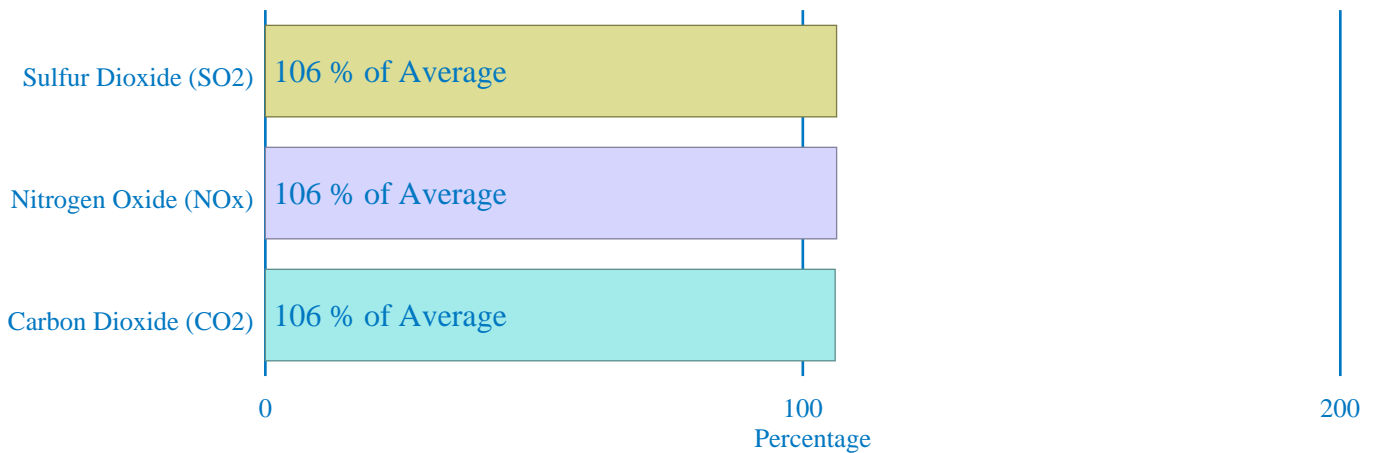 Sulfur Dioxide (SO2) 106 % of Average
Nitrogen Oxide (NOx) 106 % of Average
Carbon Dioxide (CO2) 106 % of Average
0 100 200
Percentage